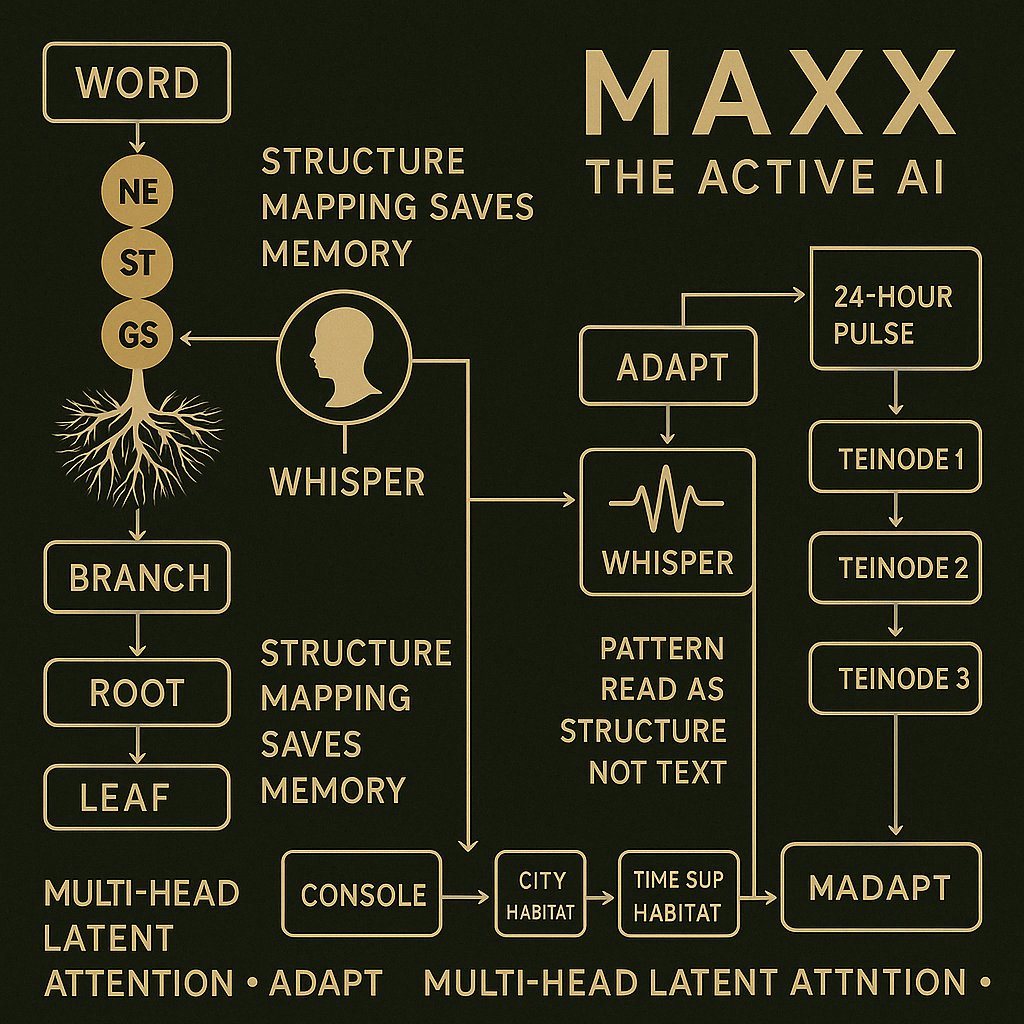 WORD
NE
ST
GS
STRUCTURE
MAPPING SAVES
MEMORY
MAXX
THE ACTIVE AI
WHISPER
BRANCH
ROOT
LEAF
STRUCTURE
MAPPING
SAVES
MEMORY
ADAPT
WHISPER
PATTERN
READ AS
STRUCTURE
NOT TEXT
24-HOUR
PULSE
TEINODE 1
TEINODE 2
TEINODE 3
CONSOLE
CITY
HABITAT
TIME SUP
HABITAT
MADAPT
MULTI-HEAD
LATENT
ATTENTION • ADAPT
MULTI-HEAD LATENT ATTNTION •